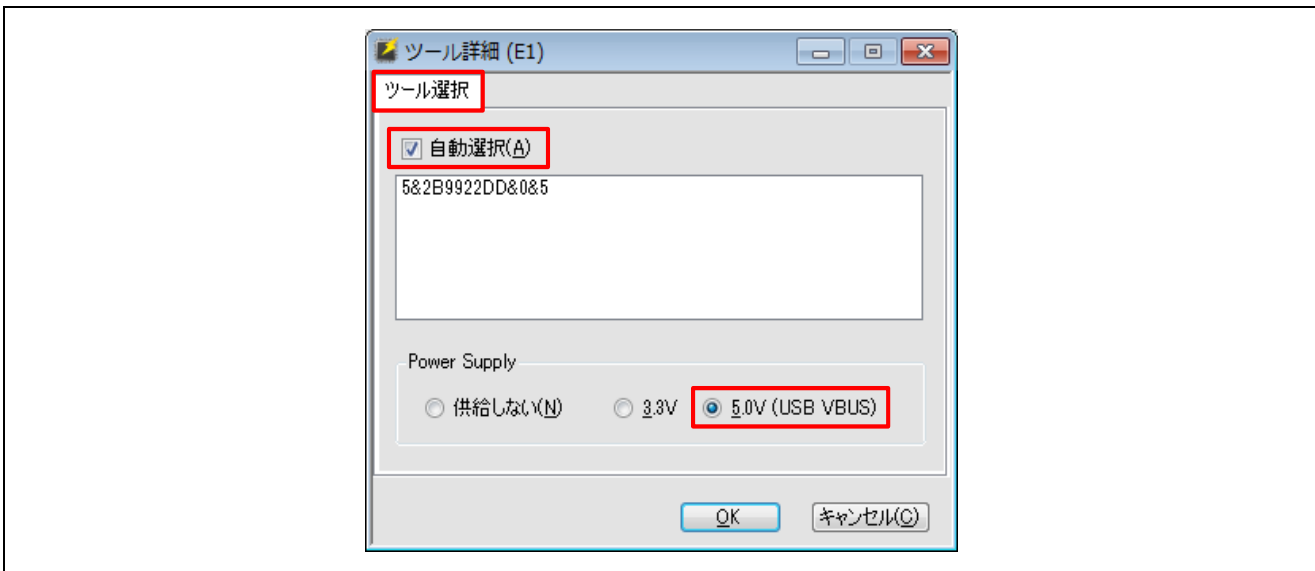 ツール詳細 (E1)
ツール選択
自動選択(A)
5&2B9922DD&0&5
Power Supply
供給しない(N) 3.3V 5.0V (USB VBUS)
OK キャンセル(C)